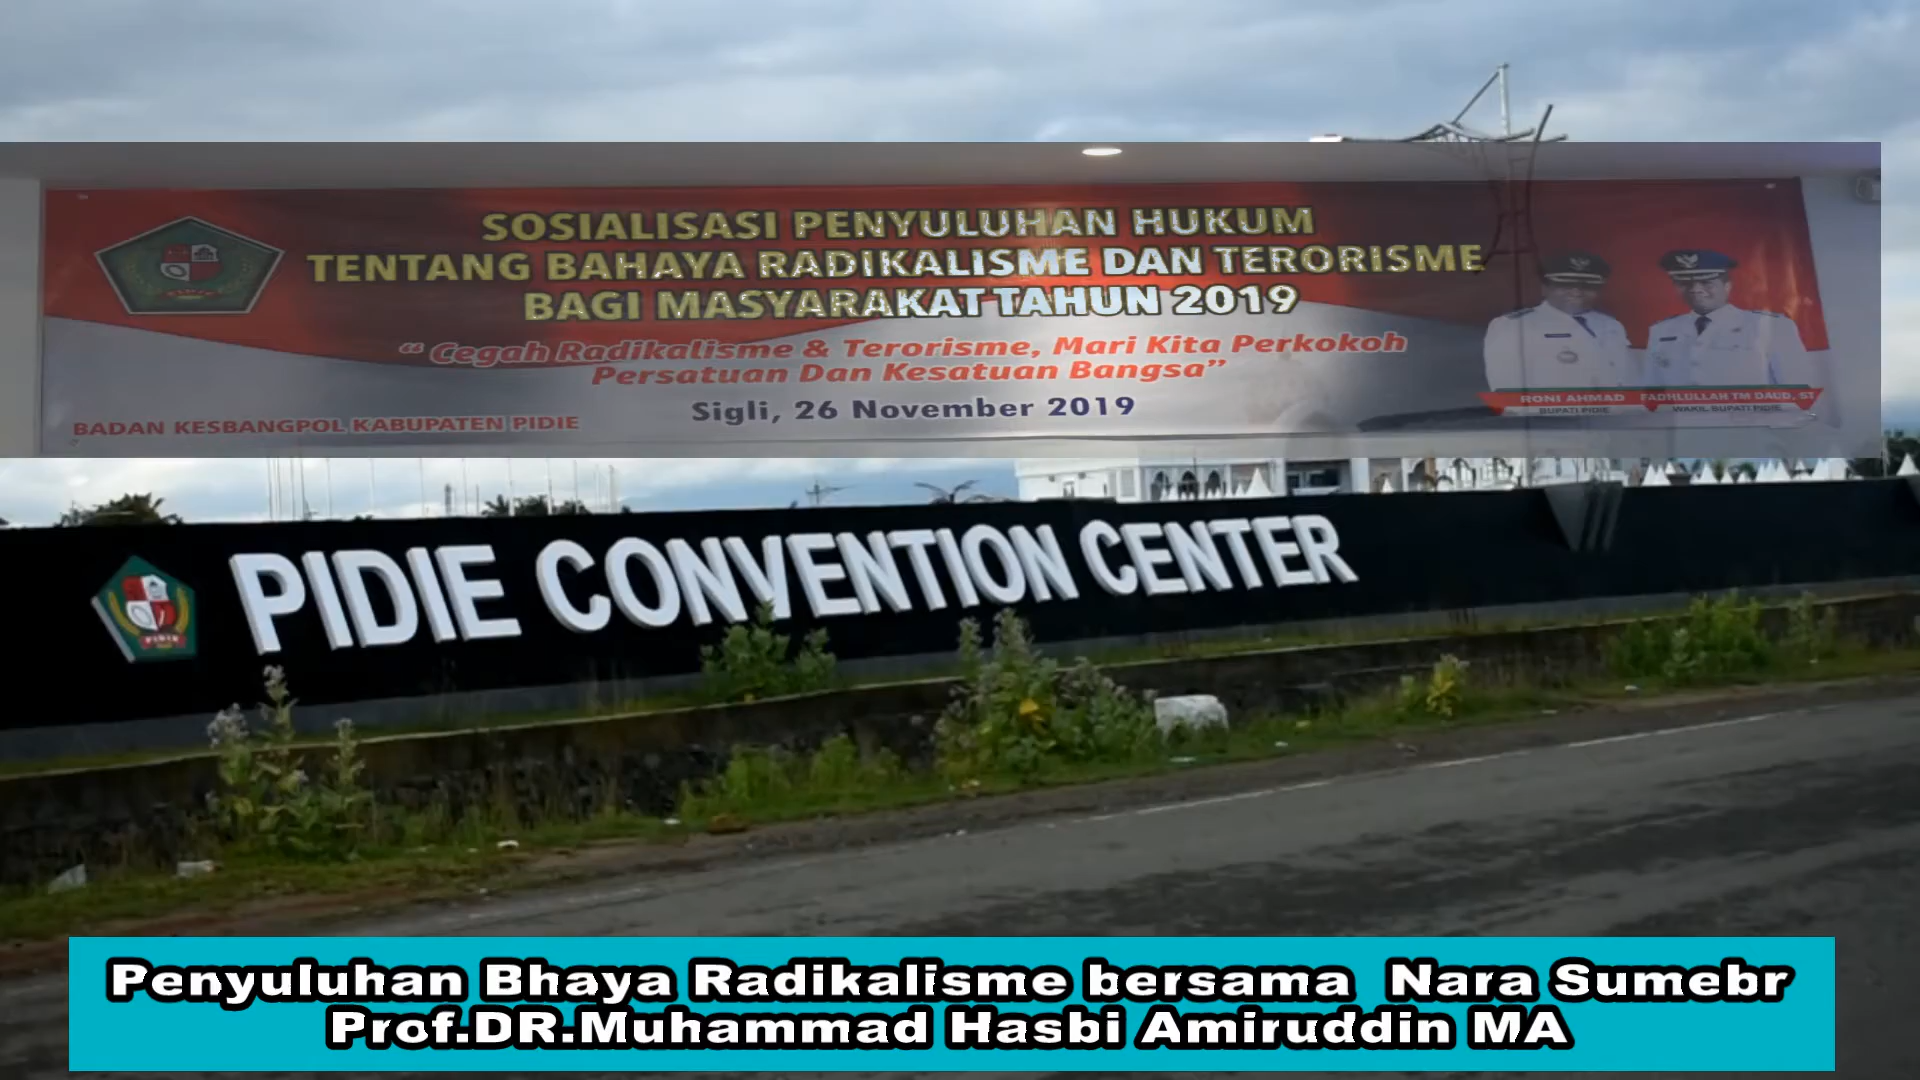 SOSIALISASI PENYULUHAN HUKUM
TENTANG BAHAYA RADIKALISME DAN TERORISME
BAGI MASYARAKAT TAHUN 2019
“ Cegah Radikalisme & Terorisme, Mari Kita Perkokoh
Persatuan Dan Kesatuan Bangsa”
Sigli, 26 November 2019
BADAN KESBANGPOL KABUPATEN PIDIE
RONI AHMAD
BUPATI PIDIE
FADHLULLAH TM DAUD, ST
WAKIL BUPATI PIDIE
PIDIE CONVENTION CENTER
PIDIE
Penyuluhan Bhaya Radikalisme bersama Nara Sumebr
Prof.DR.Muhammad Hasbi Amiruddin MA